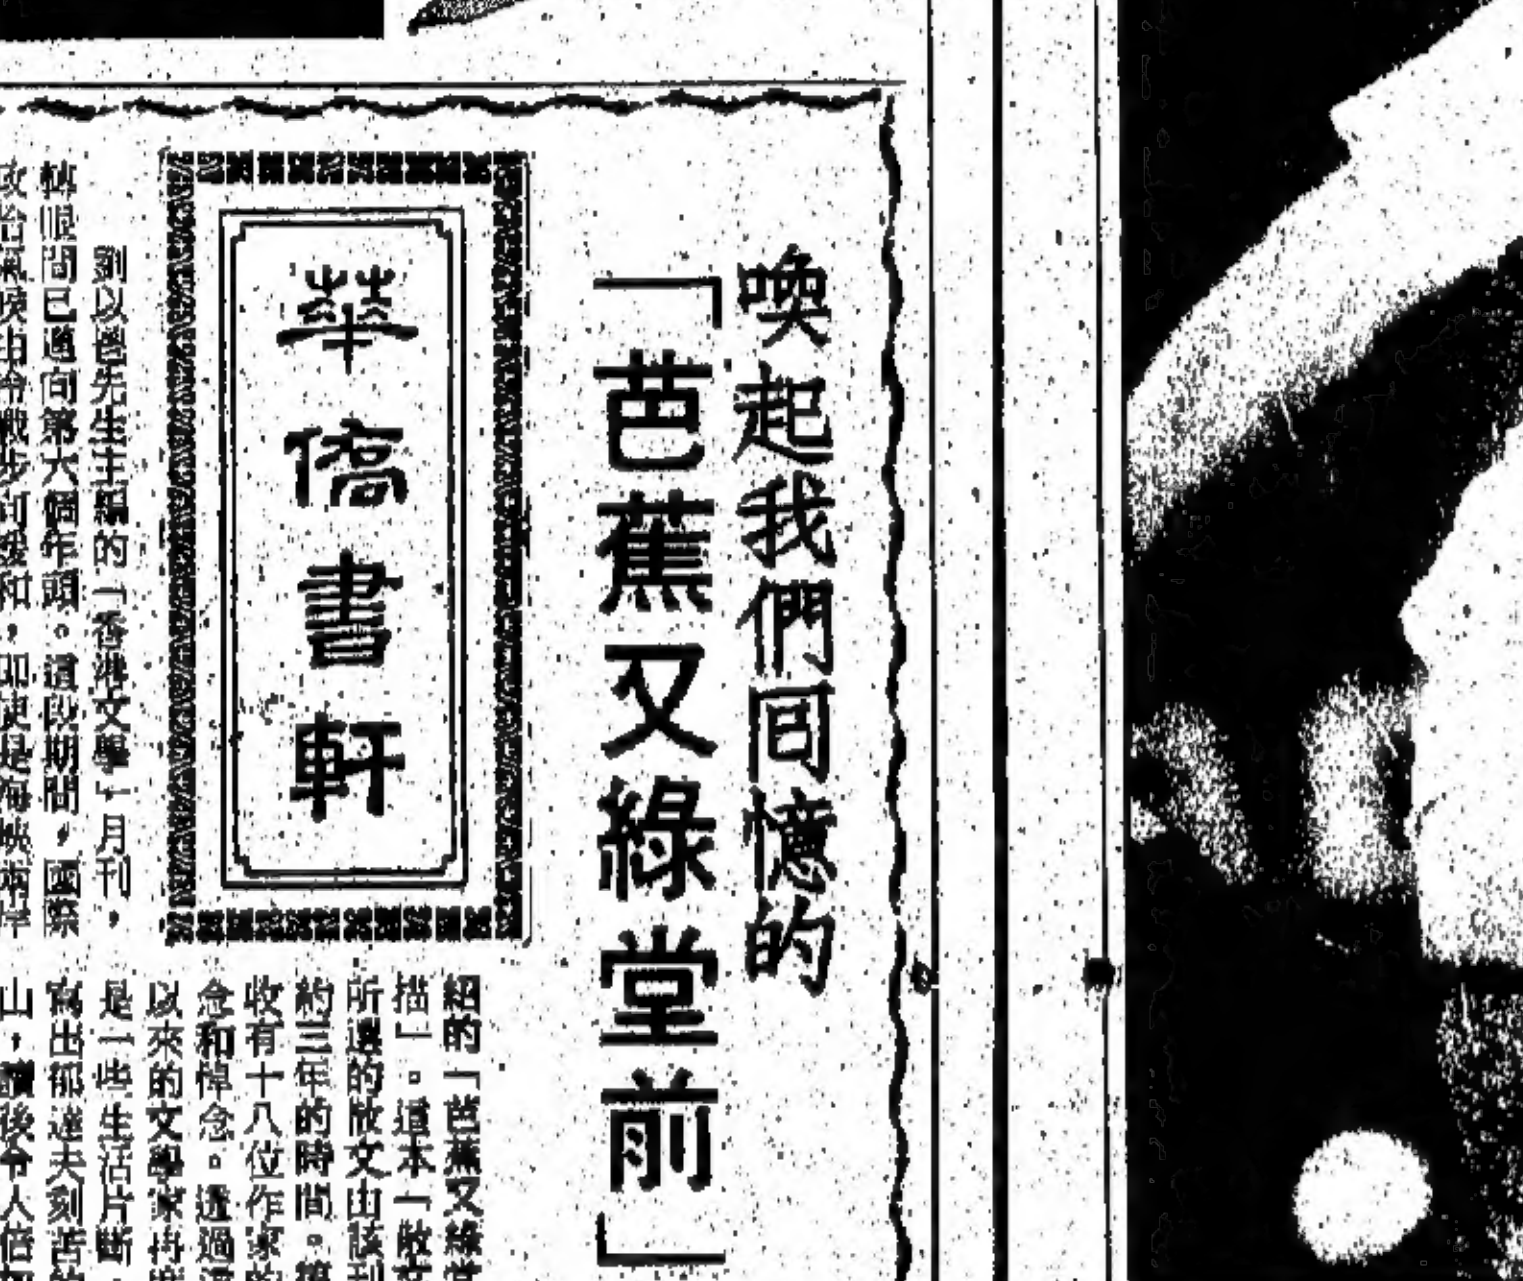 喚起我們回憶的
「芭蕉又綠堂前」
華僑書軒
劉以鬯先生主編的「香港文學」月刊，
轉眼間已邁向第六個年頭。這段期間，國際
政治氣候由冷戰步到緩和，即使是海峽兩岸
紹的「芭蕉又綠堂
描」。這本「散文
所選的散文由該刊
約三年的時間。
收有十八位作家的
念和悼念。透過
以來的文學家
是一些生活片斷，
寫出郁達夫刻苦的
山，讀後令人倍